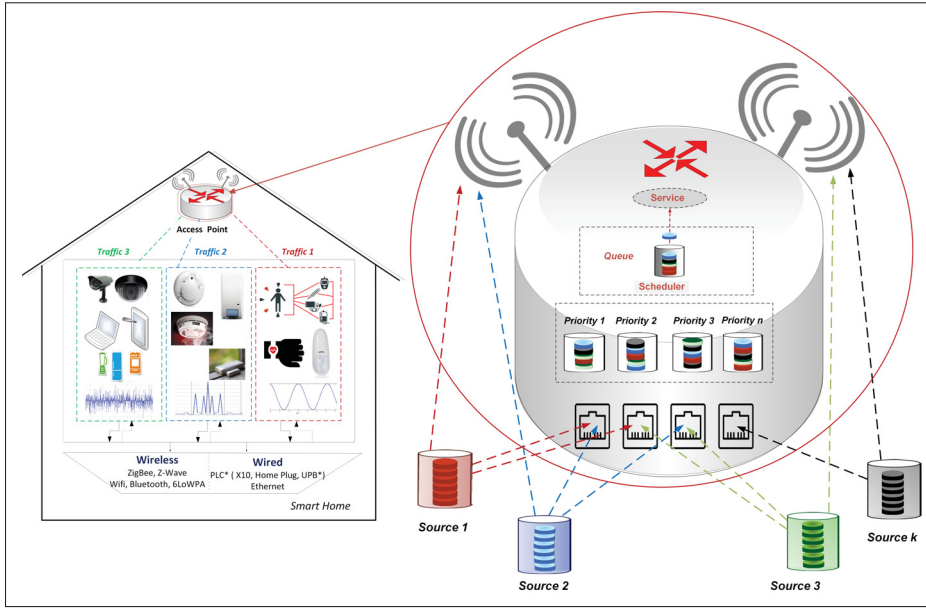 Access Point
Traffic 3
Traffic 2
Traffic 1
Wireless
ZigBee, Z-Wave
Wifi, Bluetooth, 6LoWPA
Wired
PLC* ( X10, Home Plug, UPB*)
Ethernet
Smart Home
Service
Queue
Scheduler
Priority 1
Priority 2
Priority 3
Priority n
Source 1
Source 2
Source 3
Source k